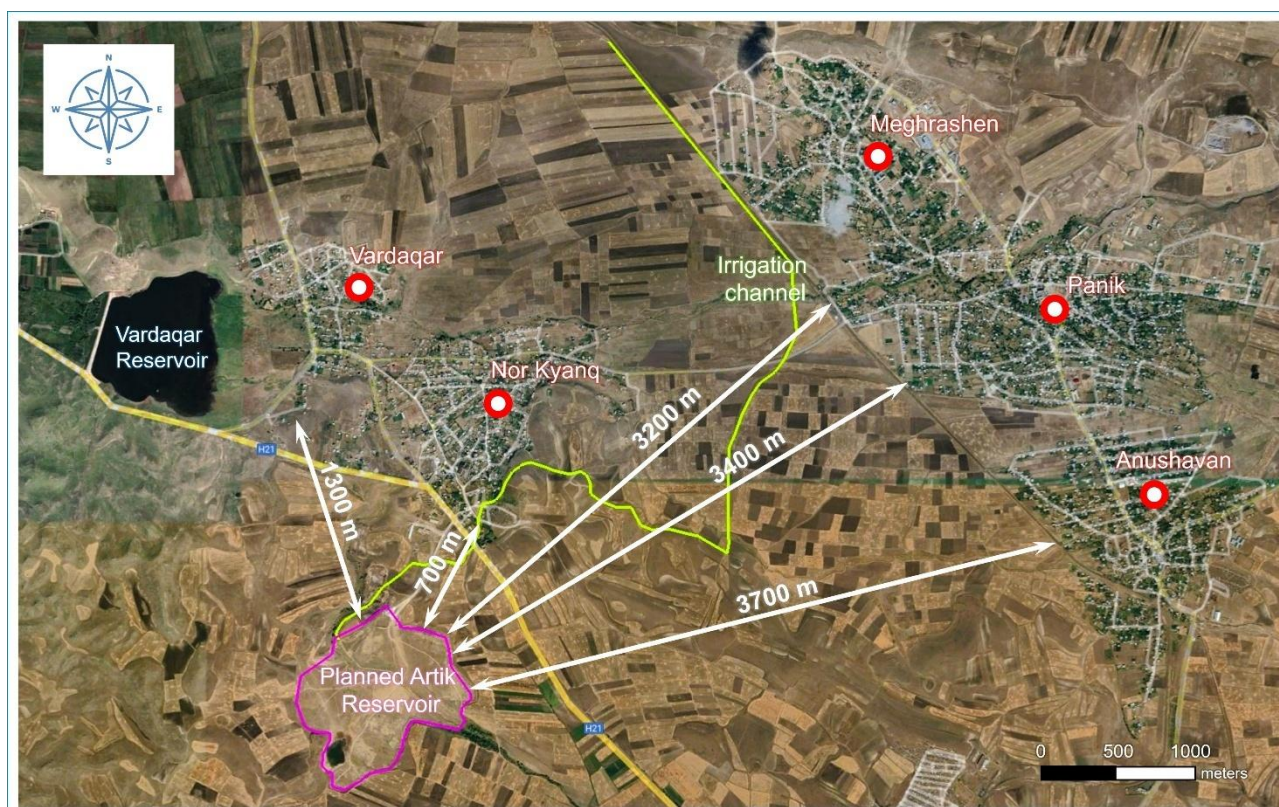 N
W
E
S
Meghrashen
Vardaqar
Irrigation
channel
Panik
Vardaqar
Reservoir
Nor Kyanq
3200 m
3400 m
H21
Anushavan
1300 m
700 m
3700 m
Planned Artik
Reservoir
H21
0 500 1000
meters